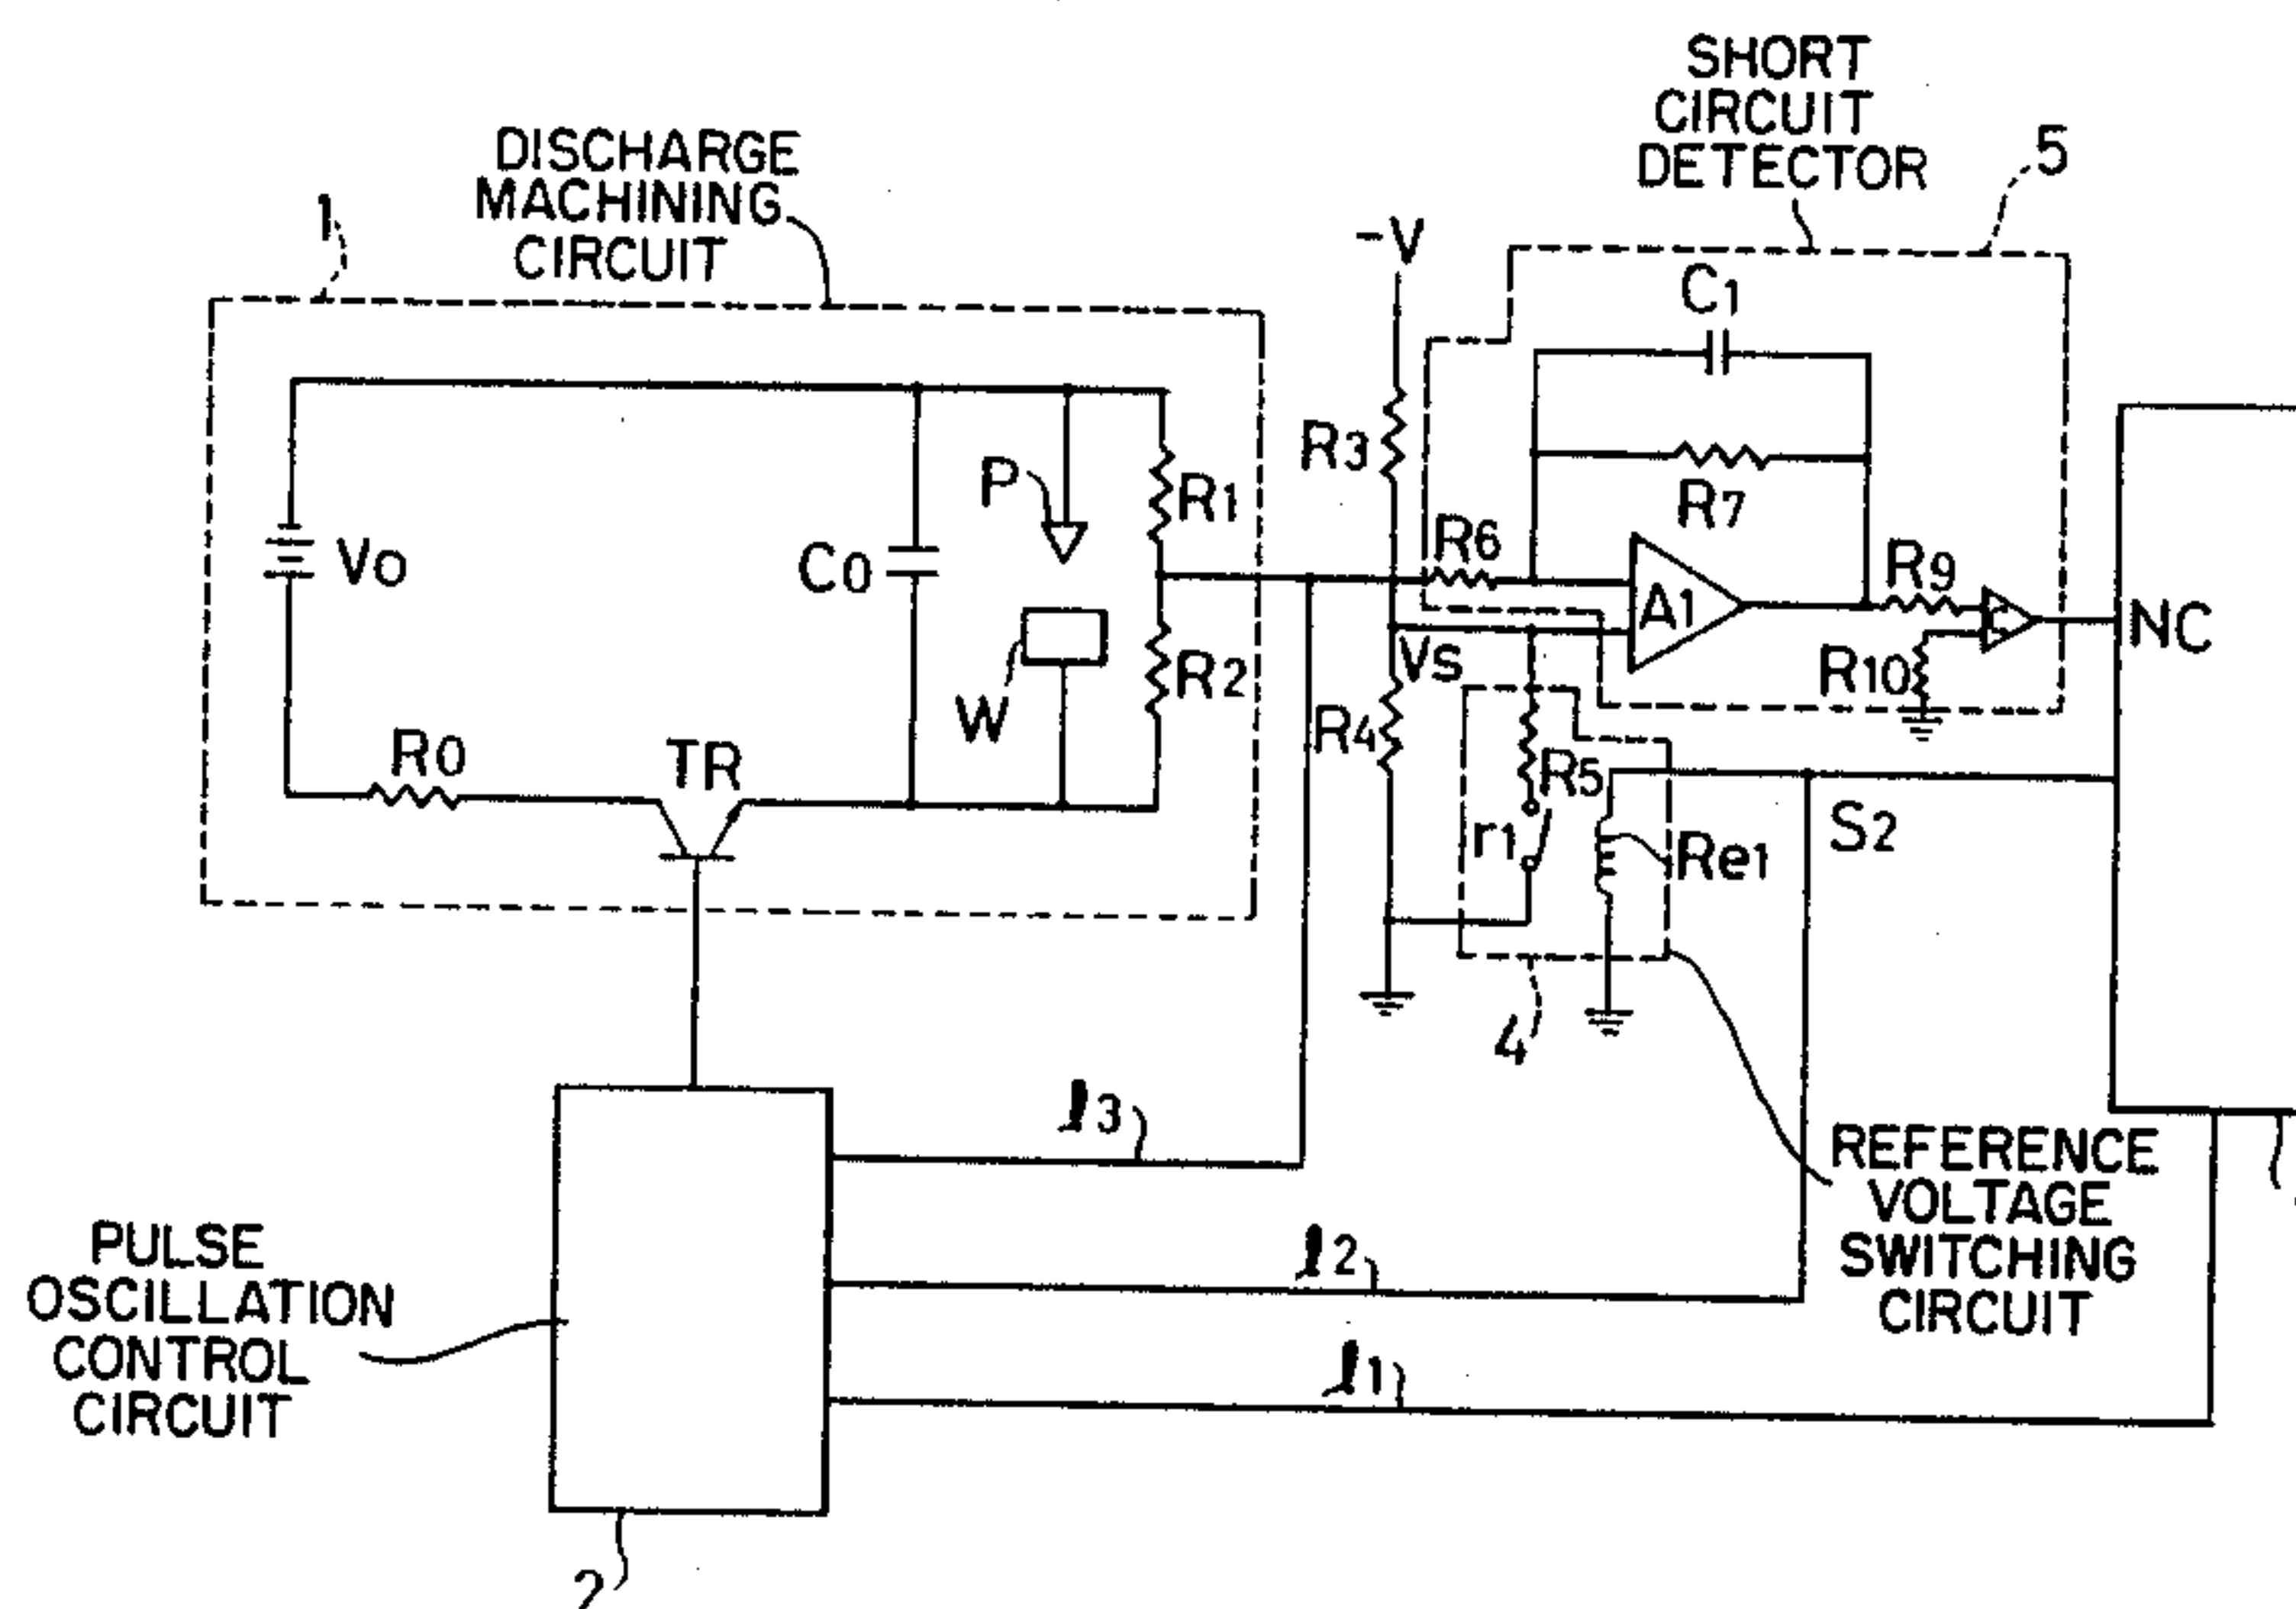 SHORT
CIRCUIT
DETECTOR
5
DISCHARGE
MACHINING
CIRCUIT
1
-V
C1
R3
P
R1
R7
R6
Vo
C0
A1
R9
NC
W
R2
Vs
R10
R4
R0
TR
R5
r1
Re1
S2
4
l3
REFERENCE
VOLTAGE
SWITCHING
CIRCUIT
l2
PULSE
OSCILLATION
CONTROL
CIRCUIT
l1
2